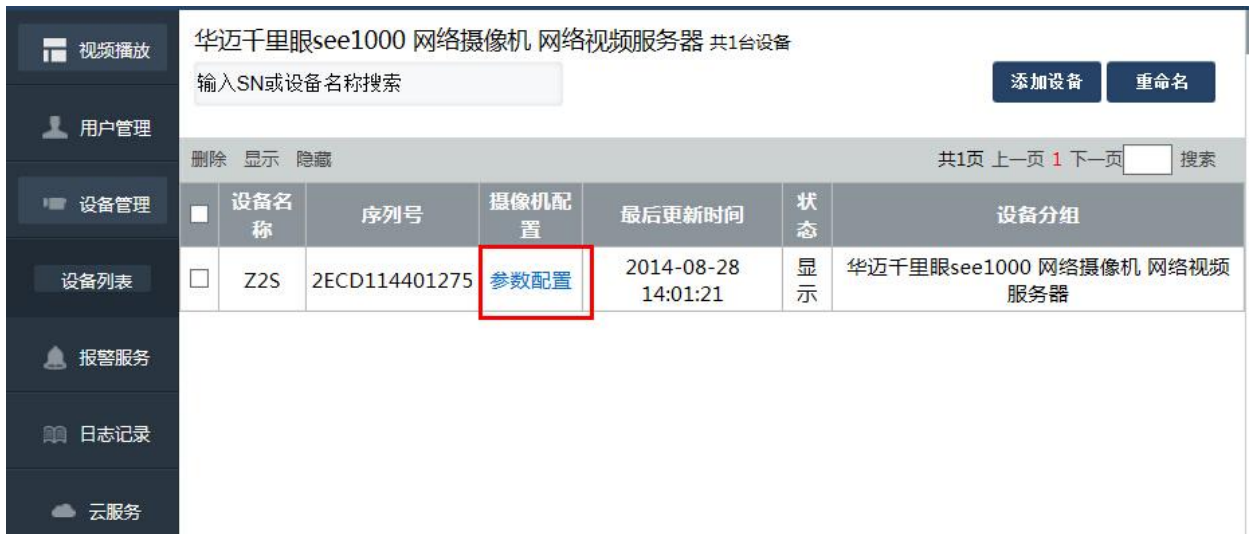 视频播放
用户管理
设备管理
设备列表
报警服务
日志记录
云服务
华迈千里眼see1000 网络摄像机 网络视频服务器 共1台设备
输入SN或设备名称搜索
添加设备 重命名
删除 显示 隐藏 共1页 上一页 1 下一页 搜索
设备名称 序列号 摄像机配置 最后更新时间 状态 设备分组
Z2S 2ECD114401275 参数配置 2014-08-28 14:01:21 显示 华迈千里眼see1000 网络摄像机 网络视频服务器